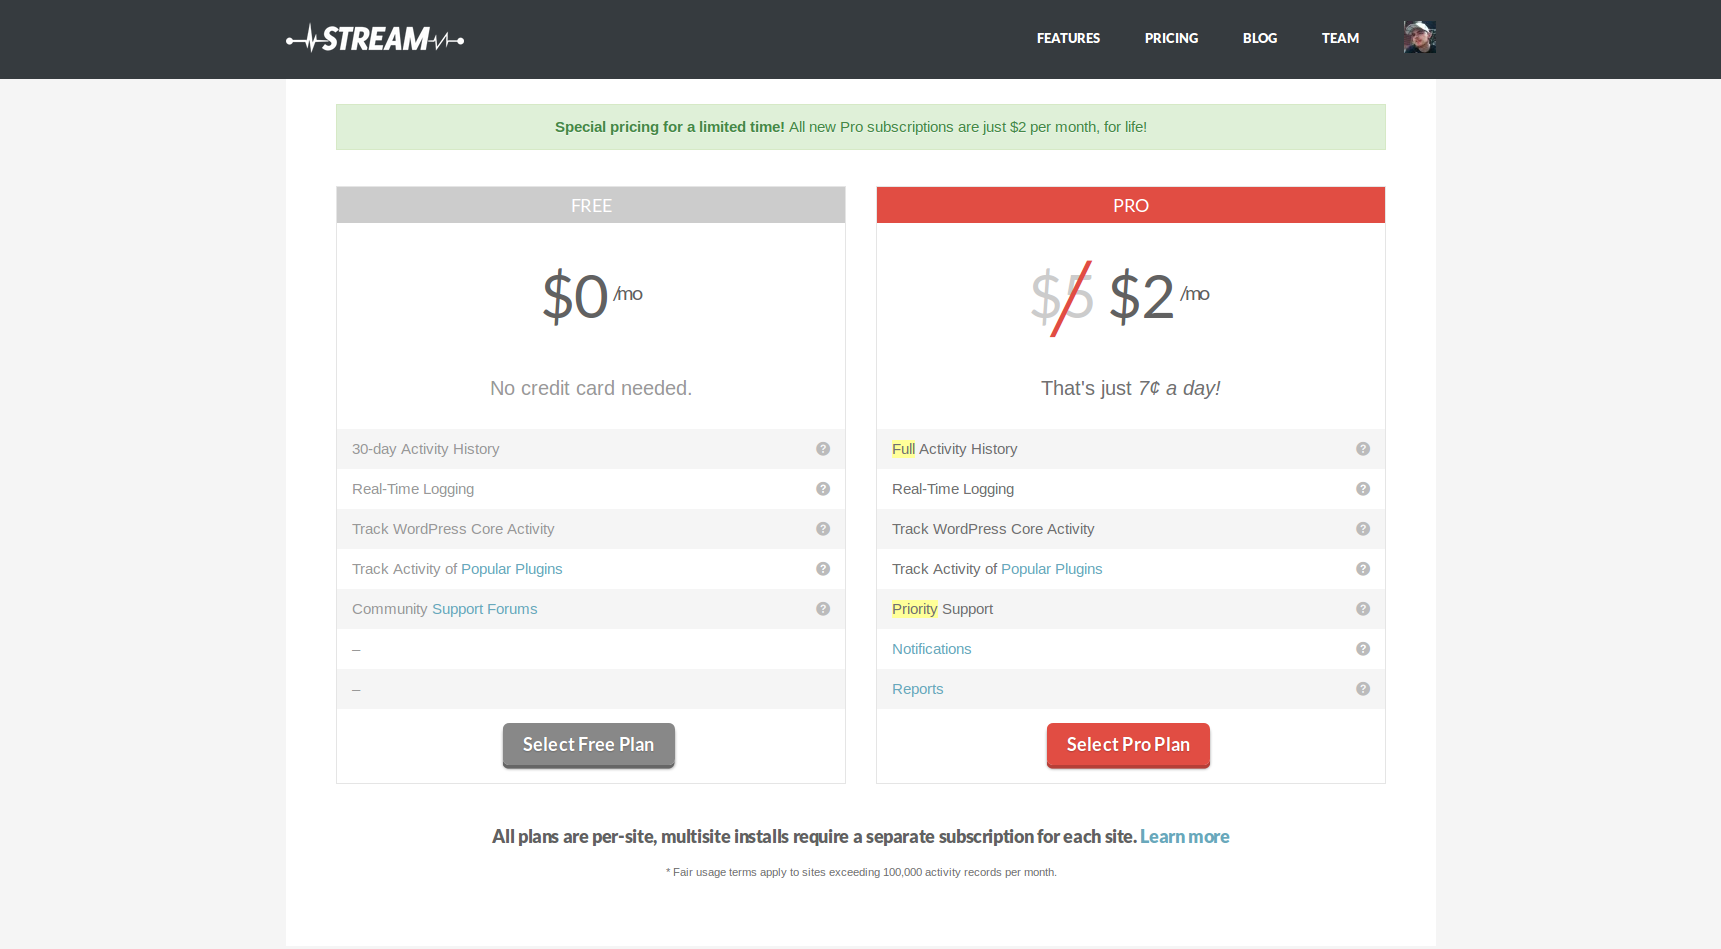 STREAM
FEATURES PRICING BLOG TEAM
Special pricing for a limited time! All new Pro subscriptions are just $2 per month, for life!
FREE
$0 /mo
No credit card needed.
30-day Activity History ?
Real-Time Logging ?
Track WordPress Core Activity ?
Track Activity of Popular Plugins ?
Community Support Forums ?
–
–
Select Free Plan
PRO
$5 $2 /mo
That's just 7¢ a day!
Full Activity History ?
Real-Time Logging ?
Track WordPress Core Activity ?
Track Activity of Popular Plugins ?
Priority Support ?
Notifications ?
Reports ?
Select Pro Plan
All plans are per-site, multisite installs require a separate subscription for each site. Learn more
* Fair usage terms apply to sites exceeding 100,000 activity records per month.